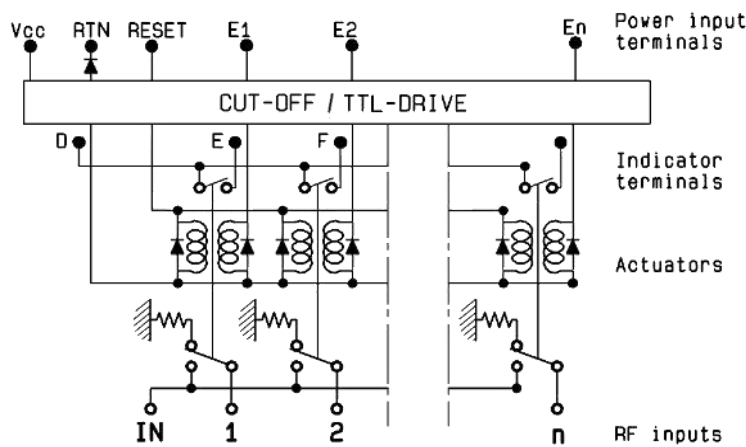 Vcc RTN RESET E1 E2 En Power input
terminals
CUT-OFF / TTL-DRIVE
D E F
Indicator
terminals
Actuators
IN 1 2 n RF inputs